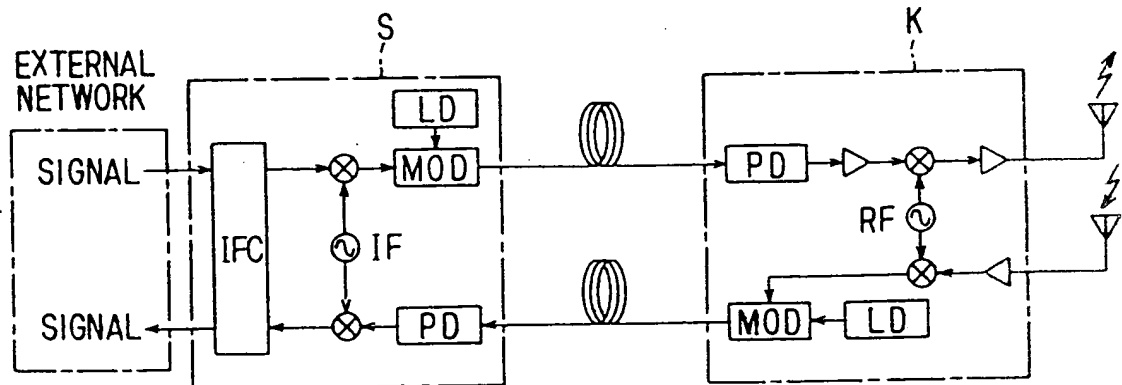 S
K
EXTERNAL
NETWORK
LD
SIGNAL
MOD
PD
IFC
IF
RF
SIGNAL
PD
MOD
LD